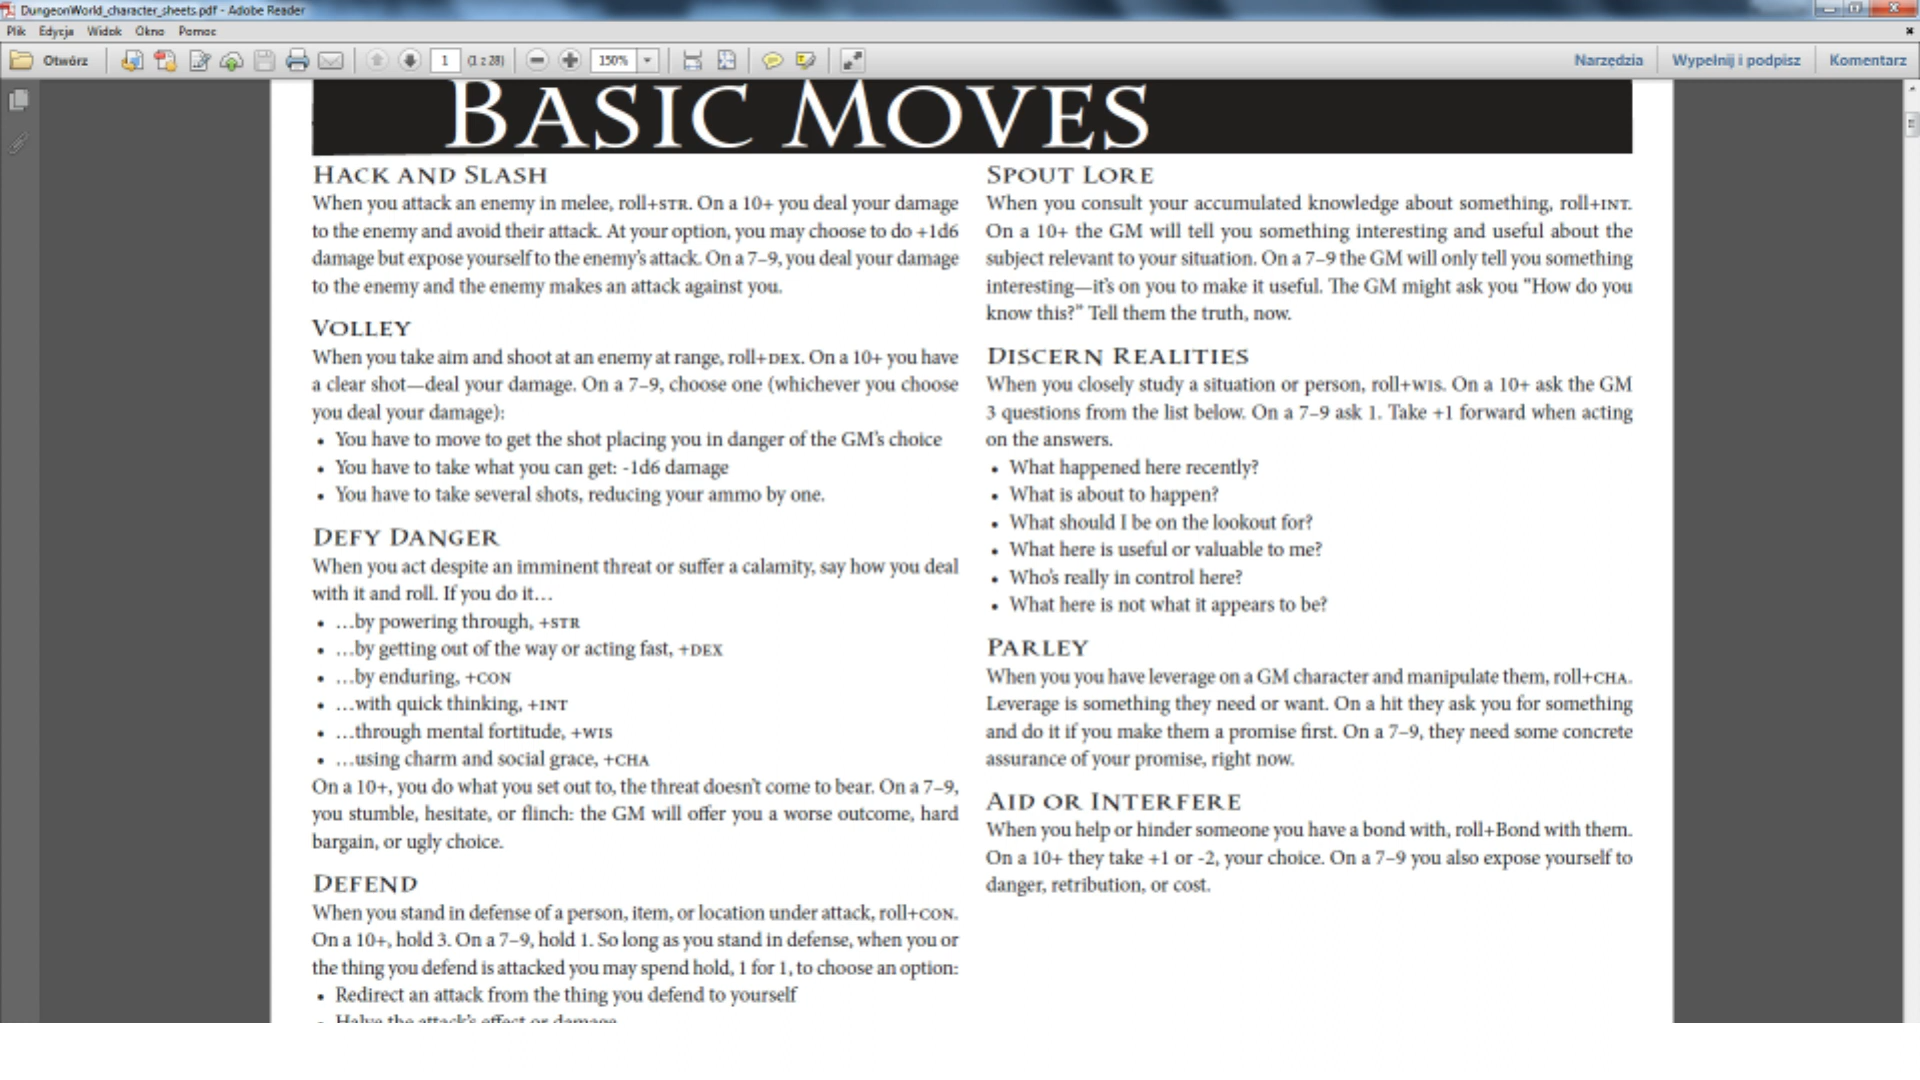 DungeonWorld_character_sheets.pdf - Adobe Reader
Plik Edycja Widok Okno Pomoc
Otwórz 1 (1 z 28) 150% Narzędzia Wypełnij i podpisz Komentarz
BASIC MOVES
HACK AND SLASH
When you attack an enemy in melee, roll+STR. On a 10+ you deal your damage
to the enemy and avoid their attack. At your option, you may choose to do +1d6
damage but expose yourself to the enemy's attack. On a 7–9, you deal your damage
to the enemy and the enemy makes an attack against you.
VOLLEY
When you take aim and shoot at an enemy at range, roll+DEX. On a 10+ you have
a clear shot—deal your damage. On a 7–9, choose one (whichever you choose
you deal your damage):
• You have to move to get the shot placing you in danger of the GM's choice
• You have to take what you can get: -1d6 damage
• You have to take several shots, reducing your ammo by one.
DEFY DANGER
When you act despite an imminent threat or suffer a calamity, say how you deal
with it and roll. If you do it…
• …by powering through, +STR
• …by getting out of the way or acting fast, +DEX
• …by enduring, +CON
• …with quick thinking, +INT
• …through mental fortitude, +WIS
• …using charm and social grace, +CHA
On a 10+, you do what you set out to, the threat doesn't come to bear. On a 7–9,
you stumble, hesitate, or flinch: the GM will offer you a worse outcome, hard
bargain, or ugly choice.
DEFEND
When you stand in defense of a person, item, or location under attack, roll+CON.
On a 10+, hold 3. On a 7–9, hold 1. So long as you stand in defense, when you or
the thing you defend is attacked you may spend hold, 1 for 1, to choose an option:
• Redirect an attack from the thing you defend to yourself
• Halve the attack's effect or damage
SPOUT LORE
When you consult your accumulated knowledge about something, roll+INT.
On a 10+ the GM will tell you something interesting and useful about the
subject relevant to your situation. On a 7–9 the GM will only tell you something
interesting—it's on you to make it useful. The GM might ask you "How do you
know this?" Tell them the truth, now.
DISCERN REALITIES
When you closely study a situation or person, roll+WIS. On a 10+ ask the GM
3 questions from the list below. On a 7–9 ask 1. Take +1 forward when acting
on the answers.
• What happened here recently?
• What is about to happen?
• What should I be on the lookout for?
• What here is useful or valuable to me?
• Who's really in control here?
• What here is not what it appears to be?
PARLEY
When you you have leverage on a GM character and manipulate them, roll+CHA.
Leverage is something they need or want. On a hit they ask you for something
and do it if you make them a promise first. On a 7–9, they need some concrete
assurance of your promise, right now.
AID OR INTERFERE
When you help or hinder someone you have a bond with, roll+Bond with them.
On a 10+ they take +1 or -2, your choice. On a 7–9 you also expose yourself to
danger, retribution, or cost.